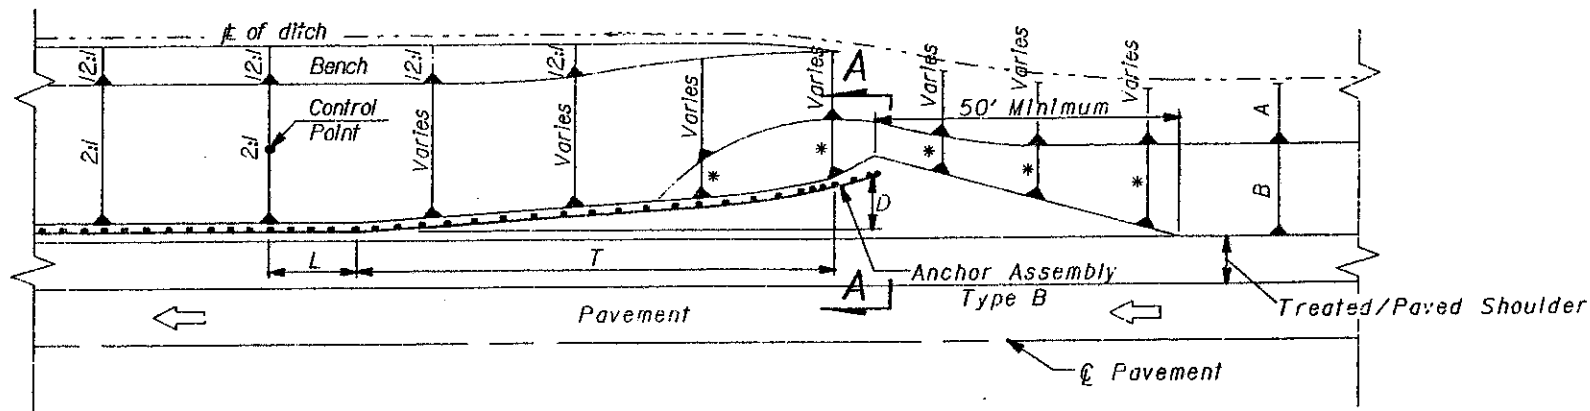 ℄ of ditch
12:1
12:1
12:1
12:1
Bench
Control
Point
2:1
2:1
Varies
Varies
Varies
Varies
Varies
Varies
Varies
A
50' Minimum
A
B
*
*
*
*
*
D
L
T
Anchor Assembly
Type B
A
Treated/Paved Shoulder
Pavement
℄ Pavement